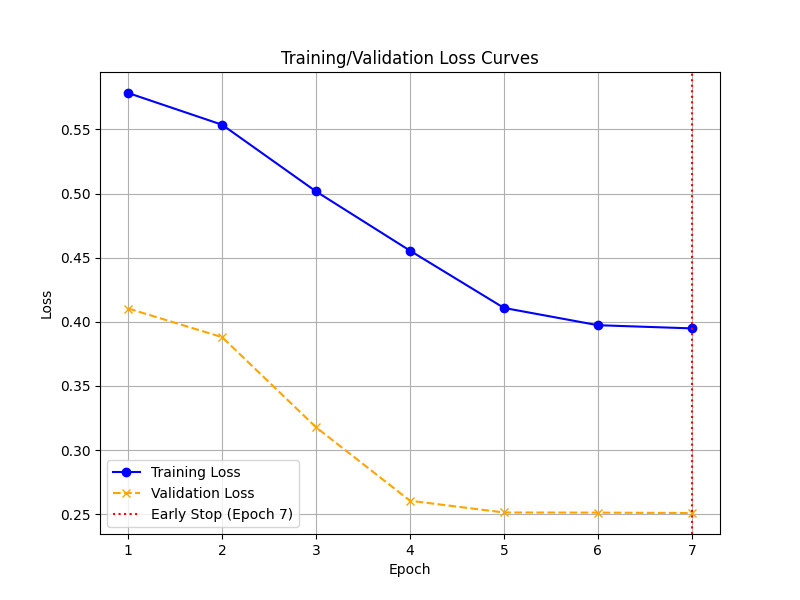 Training/Validation Loss Curves
Loss
0.55
0.50
0.45
0.40
0.35
0.30
0.25
Training Loss
Validation Loss
Early Stop (Epoch 7)
1 2 3 4 5 6 7
Epoch